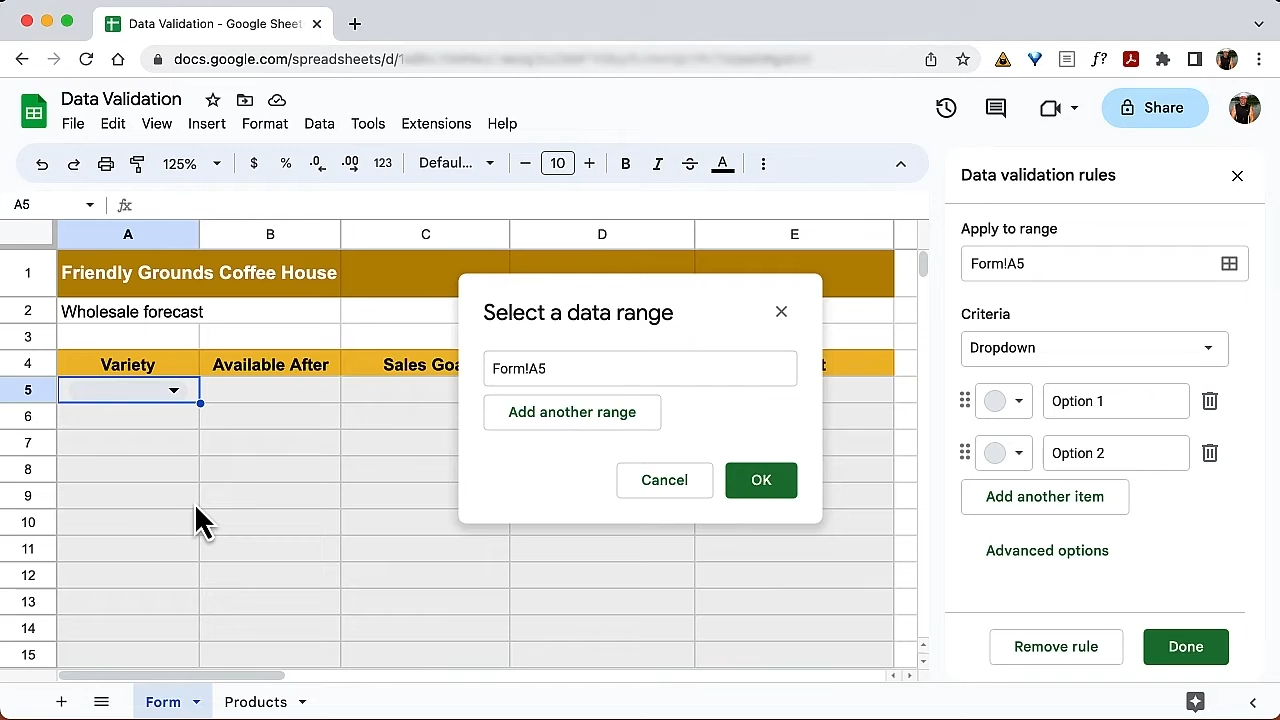 Data Validation - Google Sheet
docs.google.com/spreadsheets/d/1
Data Validation
File Edit View Insert Format Data Tools Extensions Help
Share
125% $ % .0 .00 123 Defaul... − 10 + B I S A
A5 fx
A B C D E
1 Friendly Grounds Coffee House
2 Wholesale forecast
3
4 Variety Available After Sales Goa t
5
6
7
8
9
10
11
12
13
14
15
Select a data range
Form!A5
Add another range
Cancel OK
Data validation rules
Apply to range
Form!A5
Criteria
Dropdown
Option 1
Option 2
Add another item
Advanced options
Remove rule Done
Form Products